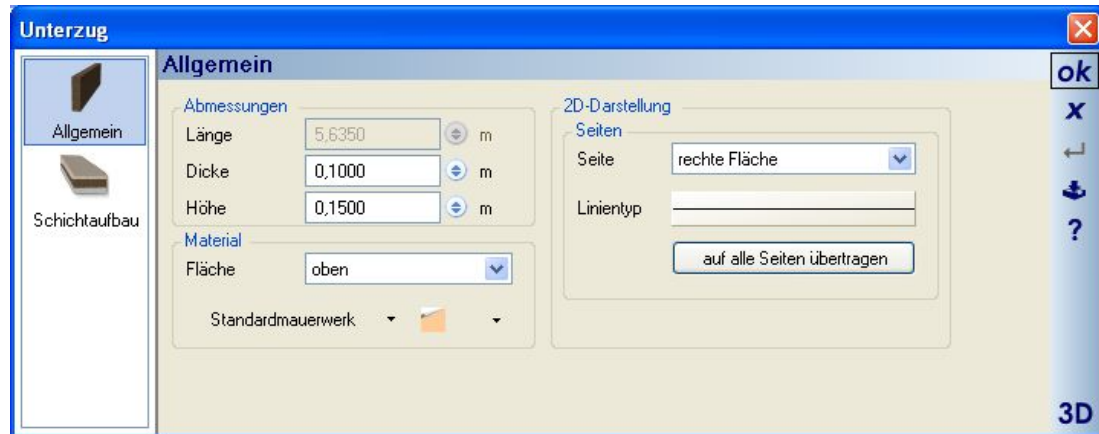 Unterzug
Allgemein
Schichtaufbau
Allgemein
Abmessungen
Länge 5,6350 m
Dicke 0,1000 m
Höhe 0,1500 m
Material
Fläche oben
Standardmauerwerk
2D-Darstellung
Seiten
Seite rechte Fläche
Linientyp
auf alle Seiten übertragen
ok
x
?
3D